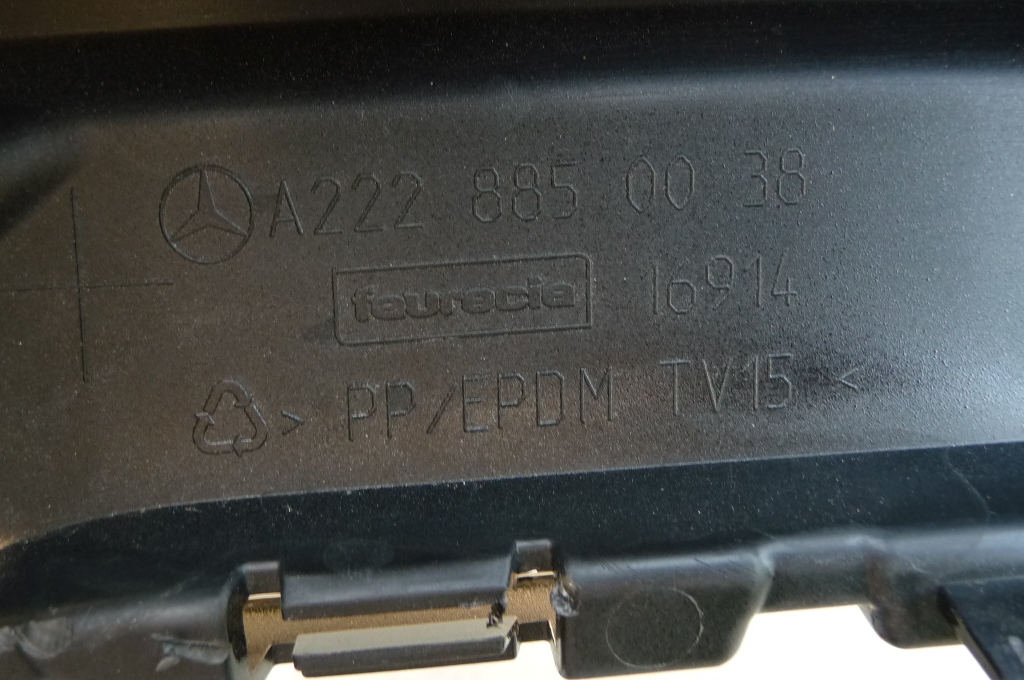 A222 885 00 38
faurecia 16914
> PP/EPDM TV15 <